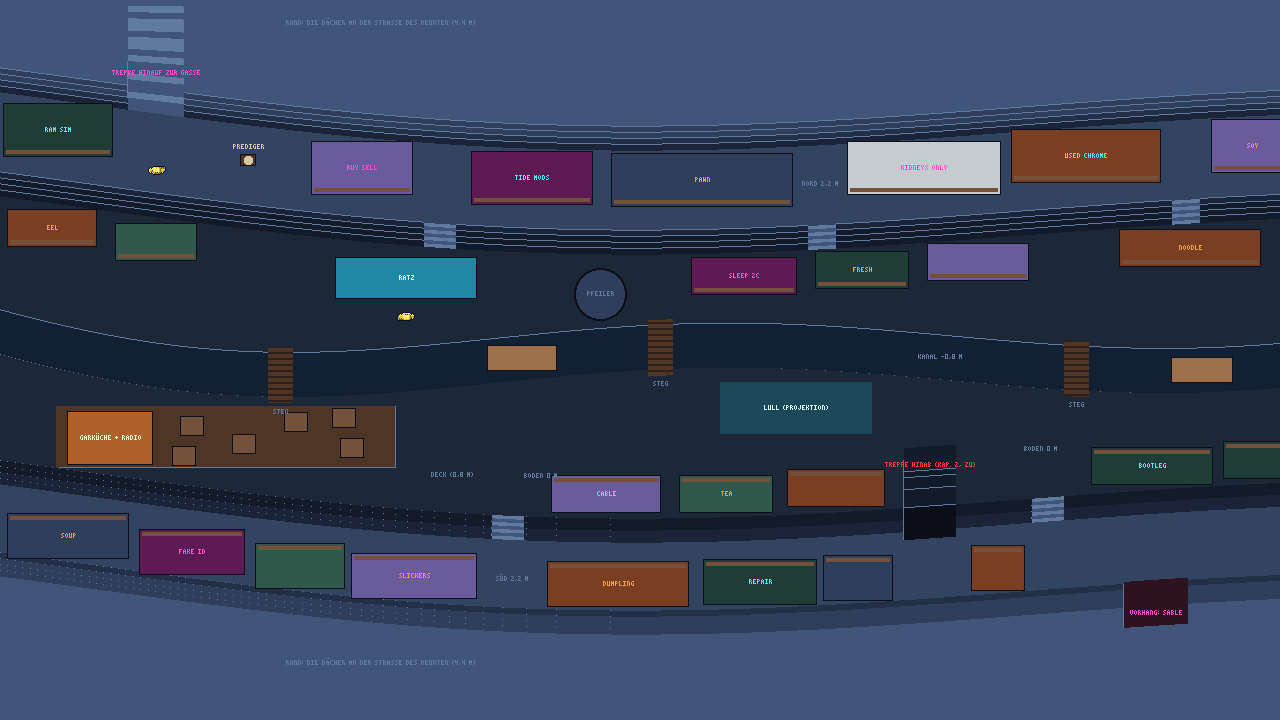 RAND: DIE DÄCHER AN DER STRASSE DES NEUNTEN (4,4 M)
TREPPE HINAUF ZUR GASSE
RAM SIM
PREDIGER
BUY SELL
TIDE MODS
PAWN
NORD 2,2 M
KIDNEYS ONLY
USED CHROME
SOY
EEL
RATZ
PFEILER
SLEEP 2C
FRESH
NOODLE
KANAL -0,8 M
STEG
STEG
STEG
LULL (PROJEKTION)
GARKÜCHE + RADIO
DECK (0,0 M)
BODEN 0 M
TREPPE HINAB (KAP. 2, ZU)
BODEN 0 M
BOOTLEG
CABLE
TEA
SOUP
FAKE ID
SLICKERS
SÜD 2,2 M
DUMPLING
REPAIR
VORHANG: SABLE
RAND: DIE DÄCHER AN DER STRASSE DES NEUNTEN (4,4 M)